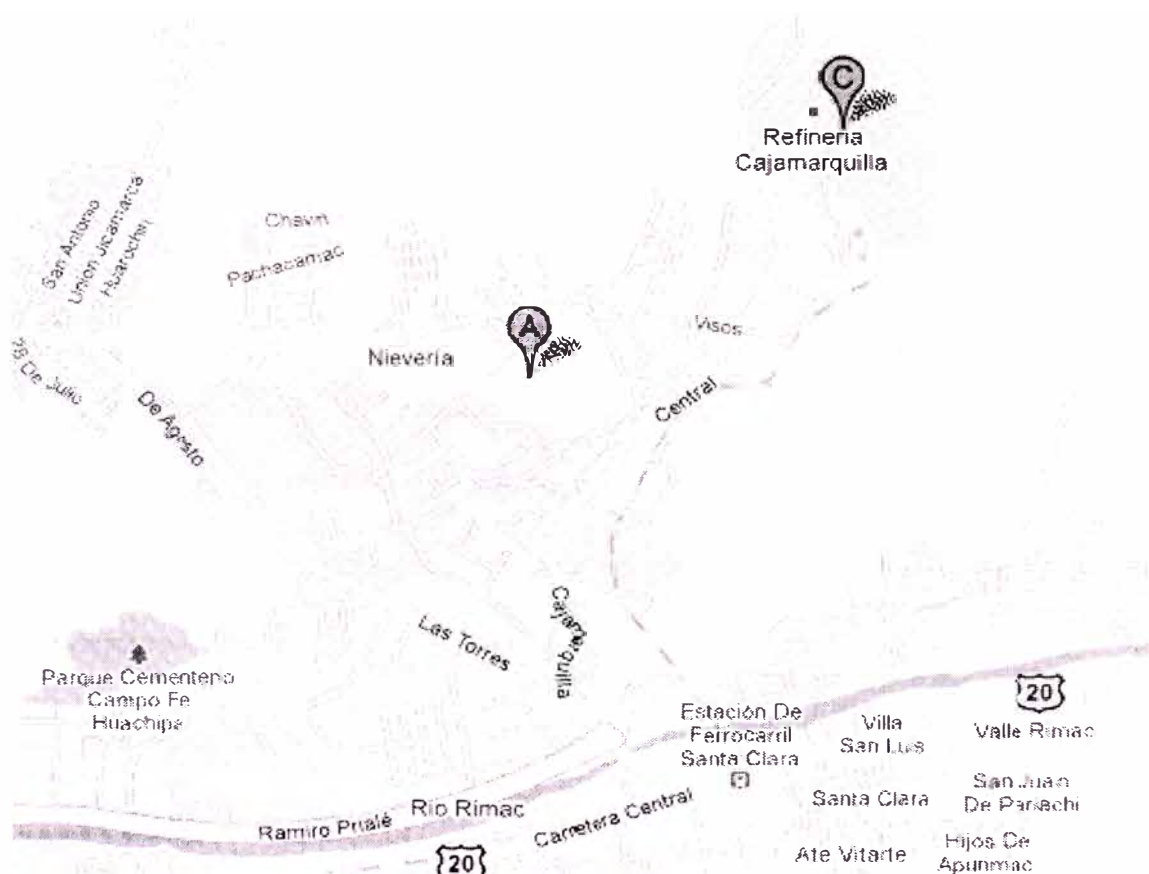 C
Refineria
Cajamarquilla
San Antonio
Union Jicamarca
Huarochiri
Chavin
Pachacamac
A
Visos
Nievería
28 De Julio
De Agosto
Central
Cajamarquilla
Las Torres
Parque Cementerio
Campo Fe
Huachipa
20
Estación De
Ferrocarril
Santa Clara
Villa
San Luis
Valle Rimac
Santa Clara
San Juan
De Pariachi
Rio Rimac
Ramiro Prialé
Carretera Central
20
Ate Vitarte
Hijos De
Apurimac